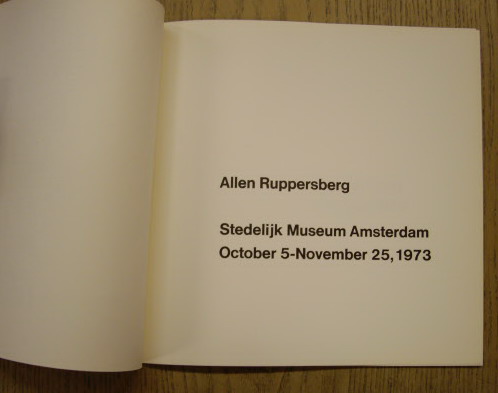 Allen Ruppersberg
Stedelijk Museum Amsterdam
October 5-November 25, 1973